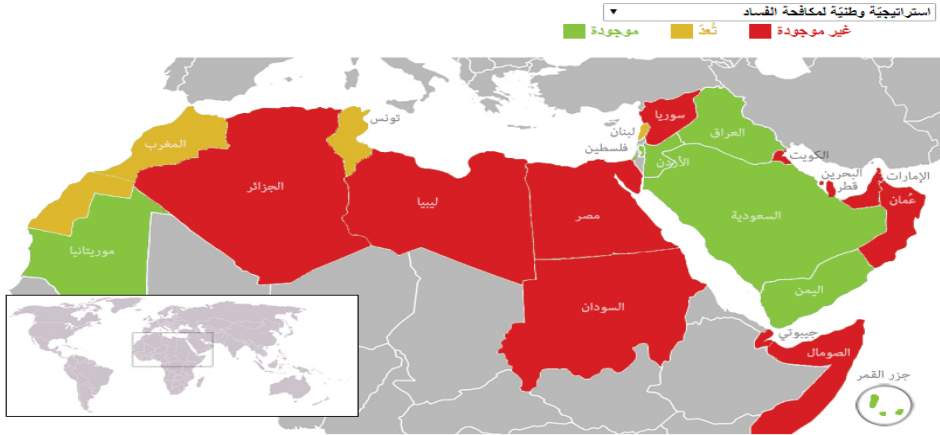 استراتيجيّة وطنيّة لمكافحة الفساد
غير موجودة تُعدّ موجودة
تونس
سوريا
لبنان
العراق
المغرب
فلسطين
الأردن
الكويت
الجزائر
البحرين
الإمارات
قطر
ليبيا
عُمان
مصر
السعودية
موريتانيا
اليمن
السودان
جيبوتي
الصومال
جزر القمر